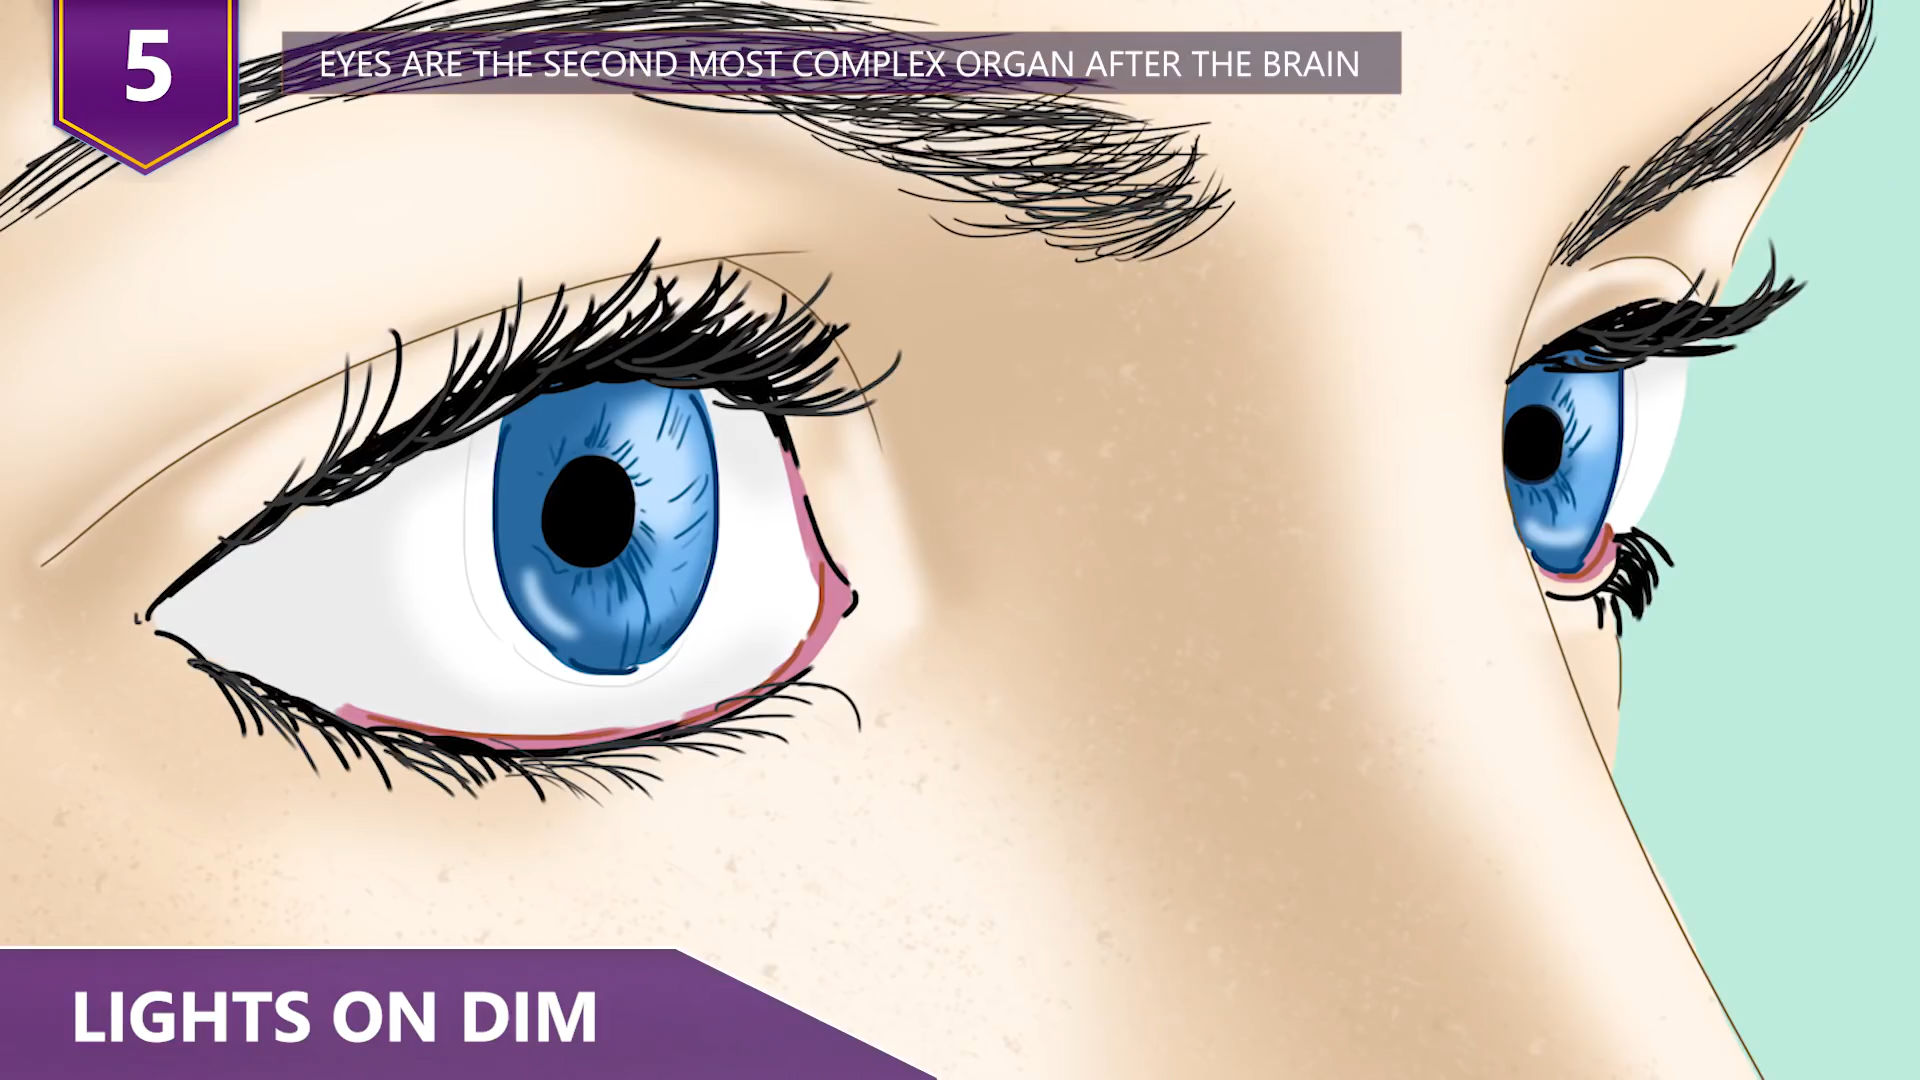 5
EYES ARE THE SECOND MOST COMPLEX ORGAN AFTER THE BRAIN
LIGHTS ON DIM